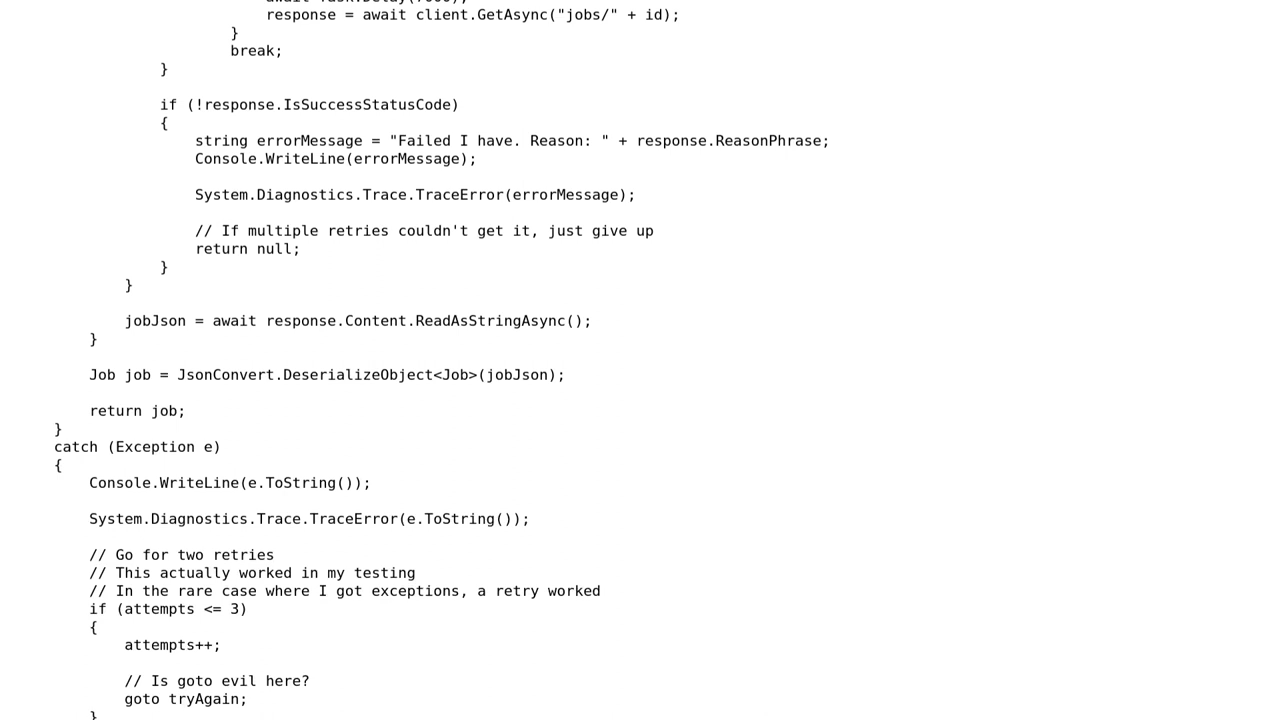 response = await client.GetAsync("jobs/" + id);
}
break;
}
if (!response.IsSuccessStatusCode)
{
string errorMessage = "Failed I have. Reason: " + response.ReasonPhrase;
Console.WriteLine(errorMessage);
System.Diagnostics.Trace.TraceError(errorMessage);
// If multiple retries couldn't get it, just give up
return null;
}
}
jobJson = await response.Content.ReadAsStringAsync();
}
Job job = JsonConvert.DeserializeObject<Job>(jobJson);
return job;
}
catch (Exception e)
{
Console.WriteLine(e.ToString());
System.Diagnostics.Trace.TraceError(e.ToString());
// Go for two retries
// This actually worked in my testing
// In the rare case where I got exceptions, a retry worked
if (attempts <= 3)
{
attempts++;
// Is goto evil here?
goto tryAgain;
}